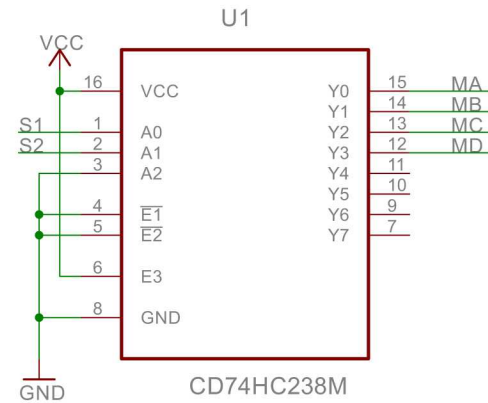 U1
VCC
16 VCC Y0 15 MA
Y1 14 MB
S1 1 A0 Y2 13 MC
S2 2 A1 Y3 12 MD
3 A2 Y4 11
Y5 10
4 E1 Y6 9
5 E2 Y7 7
6 E3
8 GND
GND
CD74HC238M